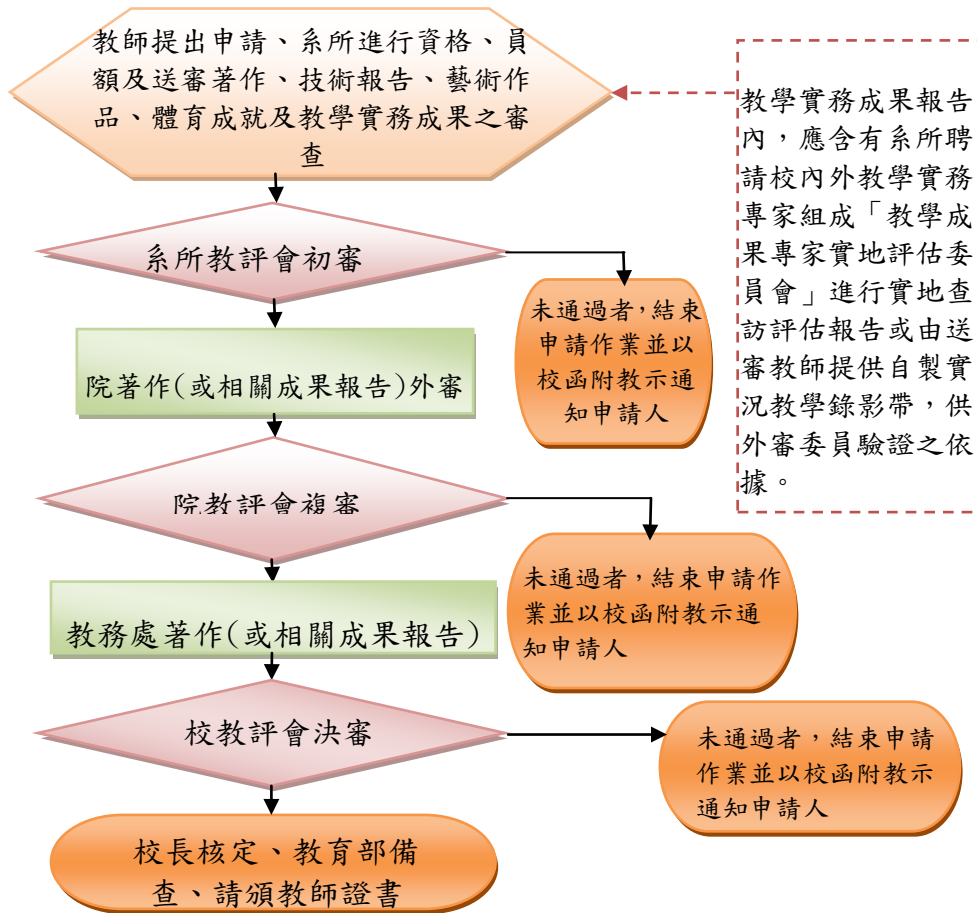 教師提出申請、系所進行資格、員
額及送審著作、技術報告、藝術作
品、體育成就及教學實務成果之審
查
教學實務成果報告
內，應含有系所聘
請校內外教學實務
專家組成「教學成
果專家實地評估委
員會」進行實地查
訪評估報告或由送
審教師提供自製實
況教學錄影帶，供
外審委員驗證之依
據。
系所教評會初審
未通過者，結束
申請作業並以
校函附教示通
知申請人
院著作(或相關成果報告)外審
院教評會複審
未通過者，結束申請作
業並以校函附教示通
知申請人
教務處著作(或相關成果報告)
校教評會決審
未通過者，結束申請
作業並以校函附教示
通知申請人
校長核定、教育部備
查、請頒教師證書